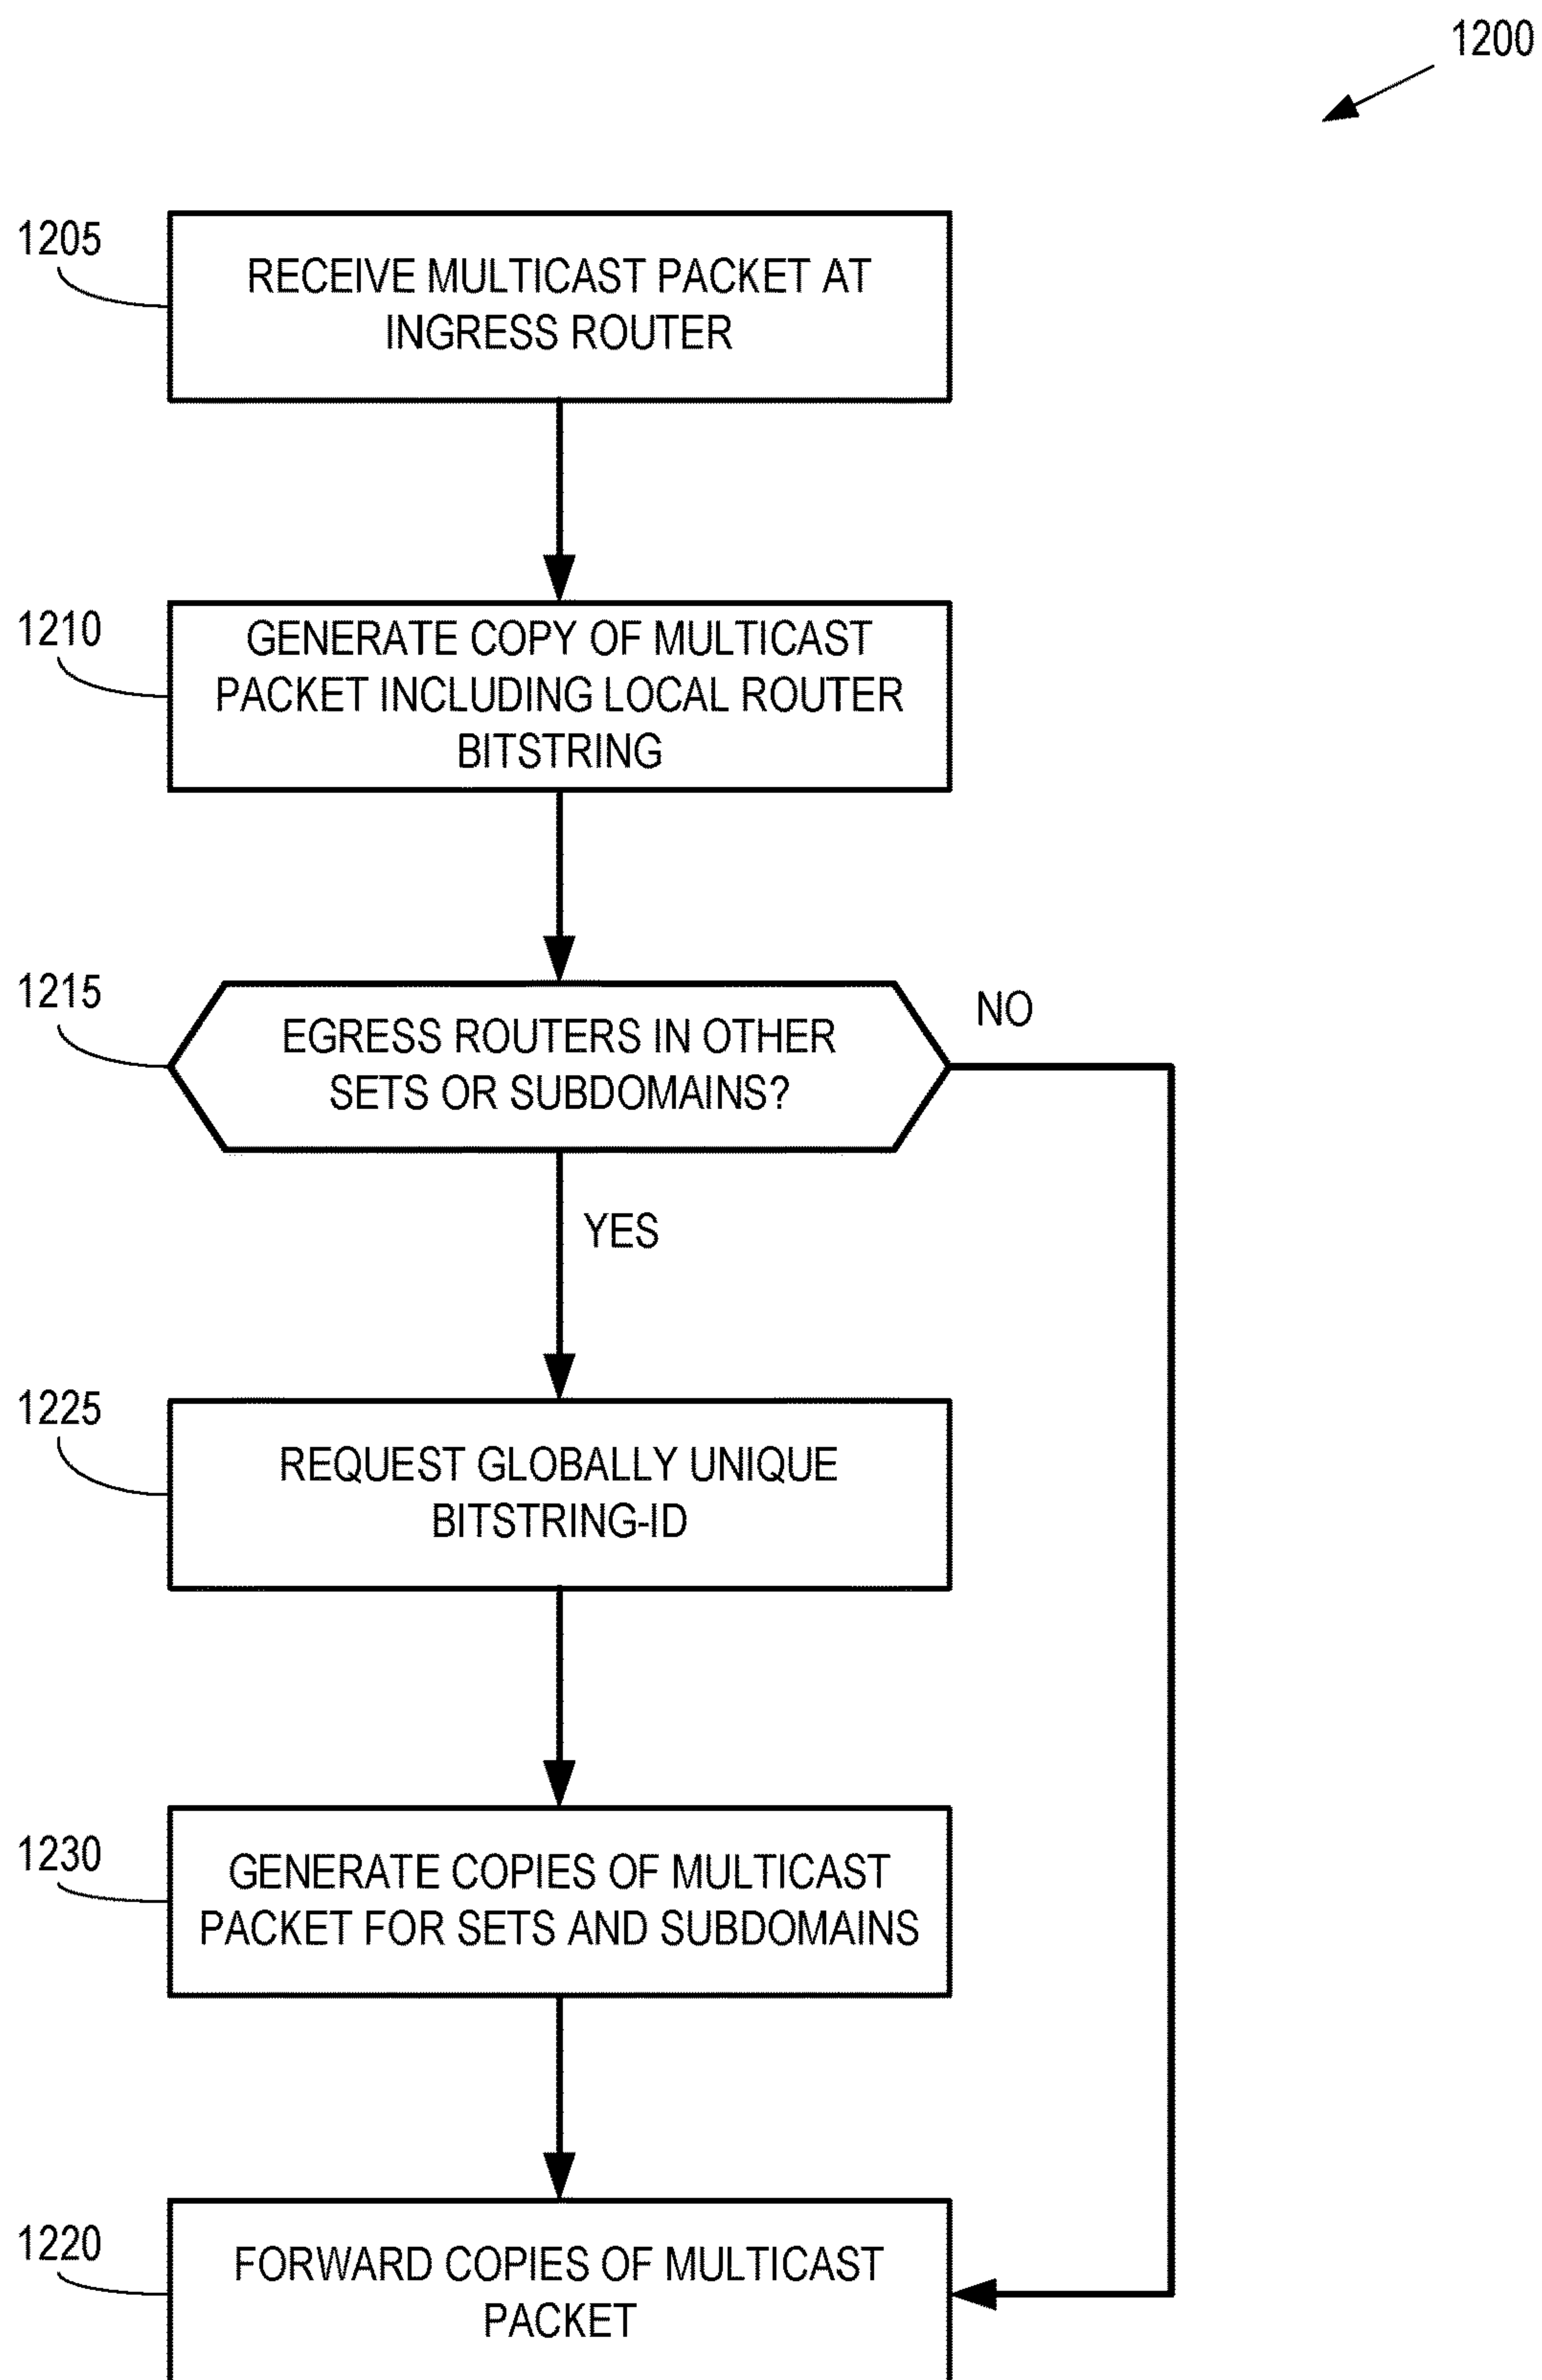 1200
1205
RECEIVE MULTICAST PACKET AT
INGRESS ROUTER
1210
GENERATE COPY OF MULTICAST
PACKET INCLUDING LOCAL ROUTER
BITSTRING
1215
EGRESS ROUTERS IN OTHER
SETS OR SUBDOMAINS?
NO
YES
1225
REQUEST GLOBALLY UNIQUE
BITSTRING-ID
1230
GENERATE COPIES OF MULTICAST
PACKET FOR SETS AND SUBDOMAINS
1220
FORWARD COPIES OF MULTICAST
PACKET